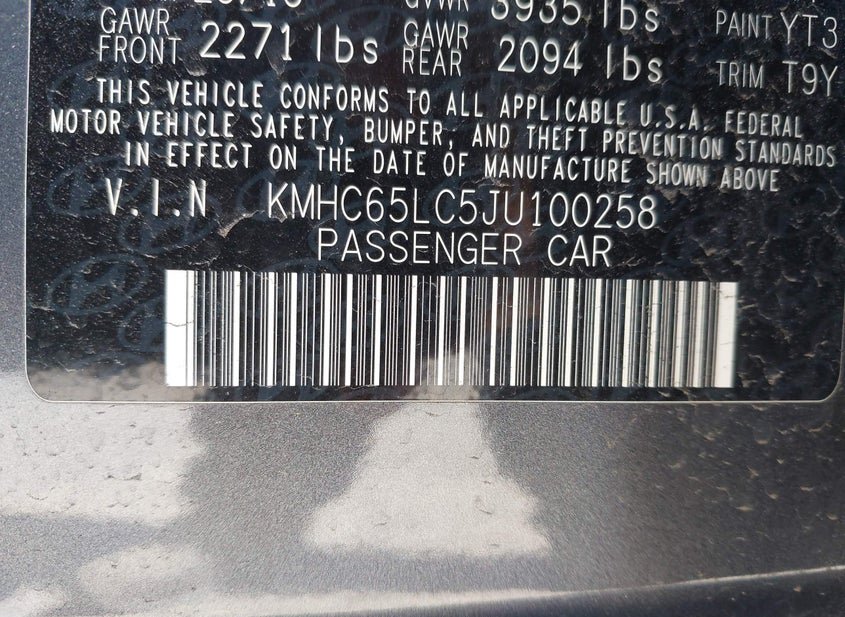 GAWR FRONT 2271 lbs GAWR REAR 2094 lbs
3935 lbs
PAINT YT3
TRIM T9Y
THIS VEHICLE CONFORMS TO ALL APPLICABLE U.S.A. FEDERAL
MOTOR VEHICLE SAFETY, BUMPER, AND THEFT PREVENTION STANDARDS
IN EFFECT ON THE DATE OF MANUFACTURE SHOWN ABOVE
V.I.N KMHC65LC5JU100258
PASSENGER CAR